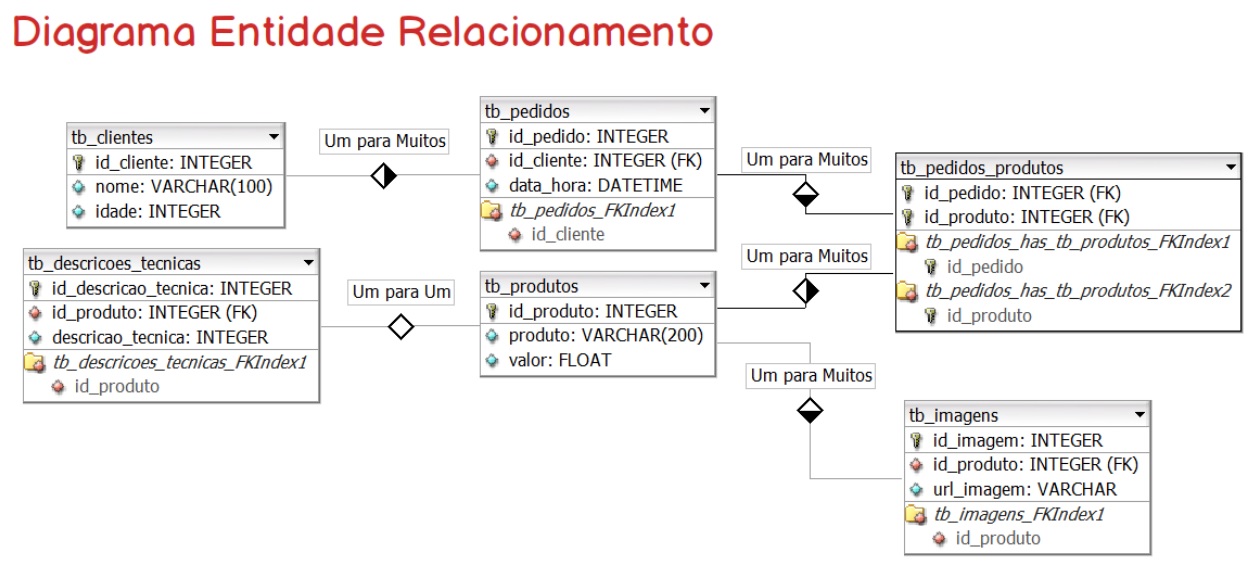 Diagrama Entidade Relacionamento
tb_clientes
id_cliente: INTEGER
nome: VARCHAR(100)
idade: INTEGER
Um para Muitos
tb_pedidos
id_pedido: INTEGER
id_cliente: INTEGER (FK)
data_hora: DATETIME
tb_pedidos_FKIndex1
id_cliente
Um para Muitos
tb_pedidos_produtos
id_pedido: INTEGER (FK)
id_produto: INTEGER (FK)
tb_pedidos_has_tb_produtos_FKIndex1
id_pedido
tb_pedidos_has_tb_produtos_FKIndex2
id_produto
tb_descricoes_tecnicas
id_descricao_tecnica: INTEGER
id_produto: INTEGER (FK)
descricao_tecnica: INTEGER
tb_descricoes_tecnicas_FKIndex1
id_produto
Um para Um
tb_produtos
id_produto: INTEGER
produto: VARCHAR(200)
valor: FLOAT
Um para Muitos
Um para Muitos
tb_imagens
id_imagem: INTEGER
id_produto: INTEGER (FK)
url_imagem: VARCHAR
tb_imagens_FKIndex1
id_produto